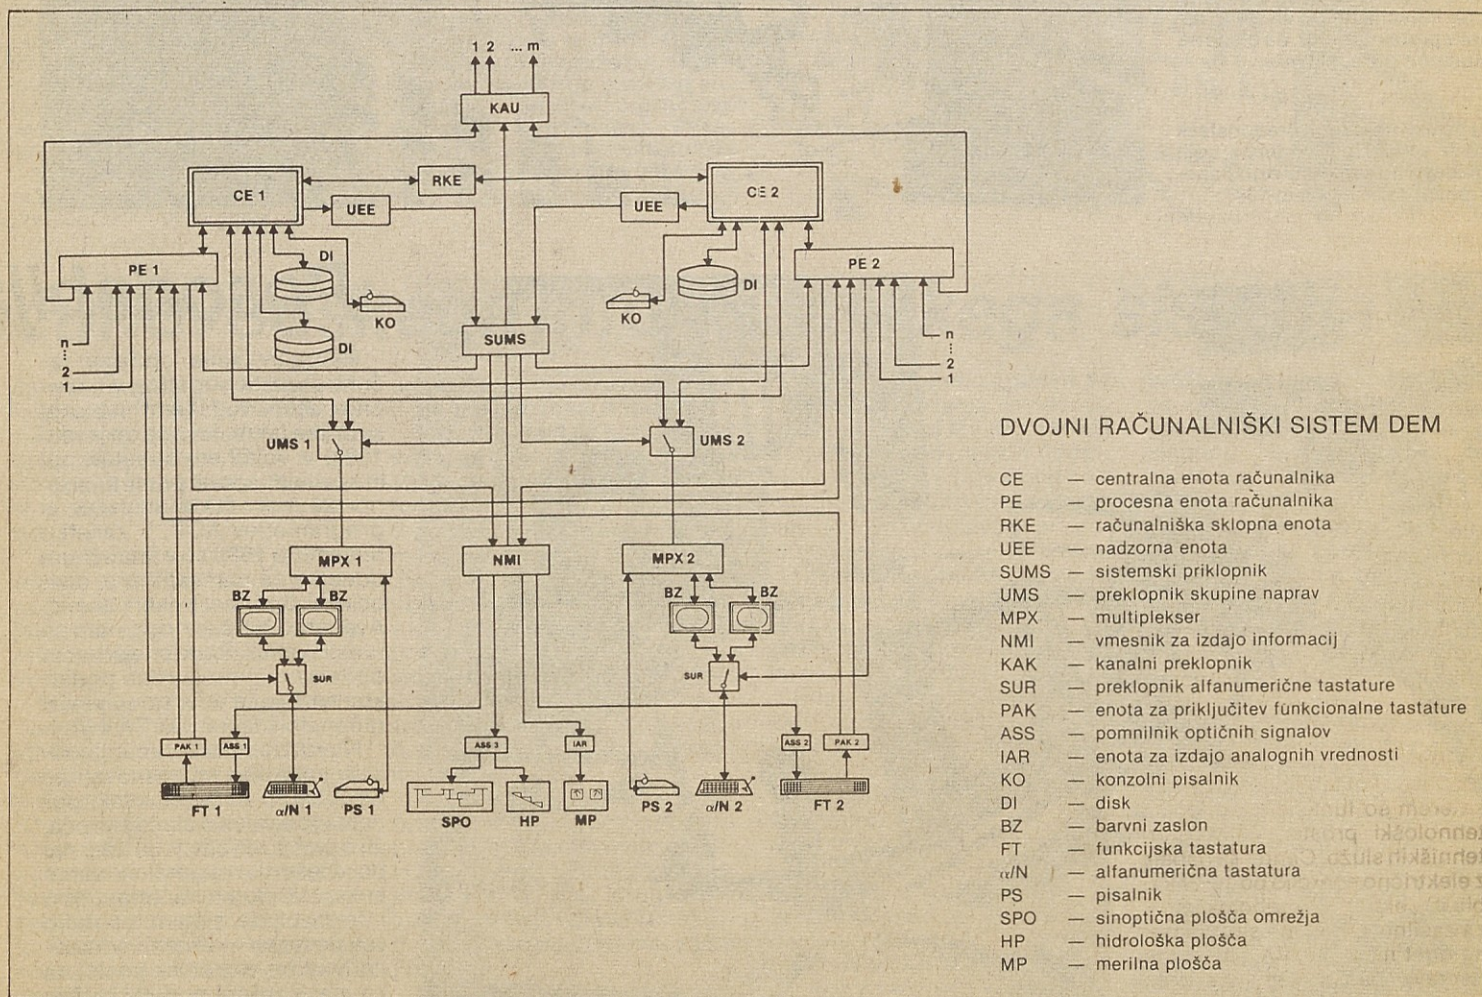 1 2 ... m
KAU
CE 1
RKE
CE 2
UEE
UEE
PE 1
DI
PE 2
DI
KO
KO
n
SUMS
DI
n
2
2
1
1
UMS 1
UMS 2
MPX 1
NMI
MPX 2
BZ
BZ
BZ
BZ
SUR
SUR
PAK 1
ASS 1
ASS 3
IAR
ASS 2
PAK 2
FT 1
α/N 1
PS 1
SPO
HP
MP
PS 2
α/N 2
FT 2
DVOJNI RAČUNALNIŠKI SISTEM DEM
CE — centralna enota računalnika
PE — procesna enota računalnika
RKE — računalniška sklopna enota
UEE — nadzorna enota
SUMS — sistemski priklopnik
UMS — preklopnik skupine naprav
MPX — multiplekser
NMI — vmesnik za izdajo informacij
KAK — kanalni preklopnik
SUR — preklopnik alfanumerične tastature
PAK — enota za priključitev funkcionalne tastature
ASS — pomnilnik optičnih signalov
IAR — enota za izdajo analognih vrednosti
KO — konzolni pisalnik
DI — disk
BZ — barvni zaslon
FT — funkcijska tastatura
α/N — alfanumerična tastatura
PS — pisalnik
SPO — sinoptična plošča omrežja
HP — hidrološka plošča
MP — merilna plošča